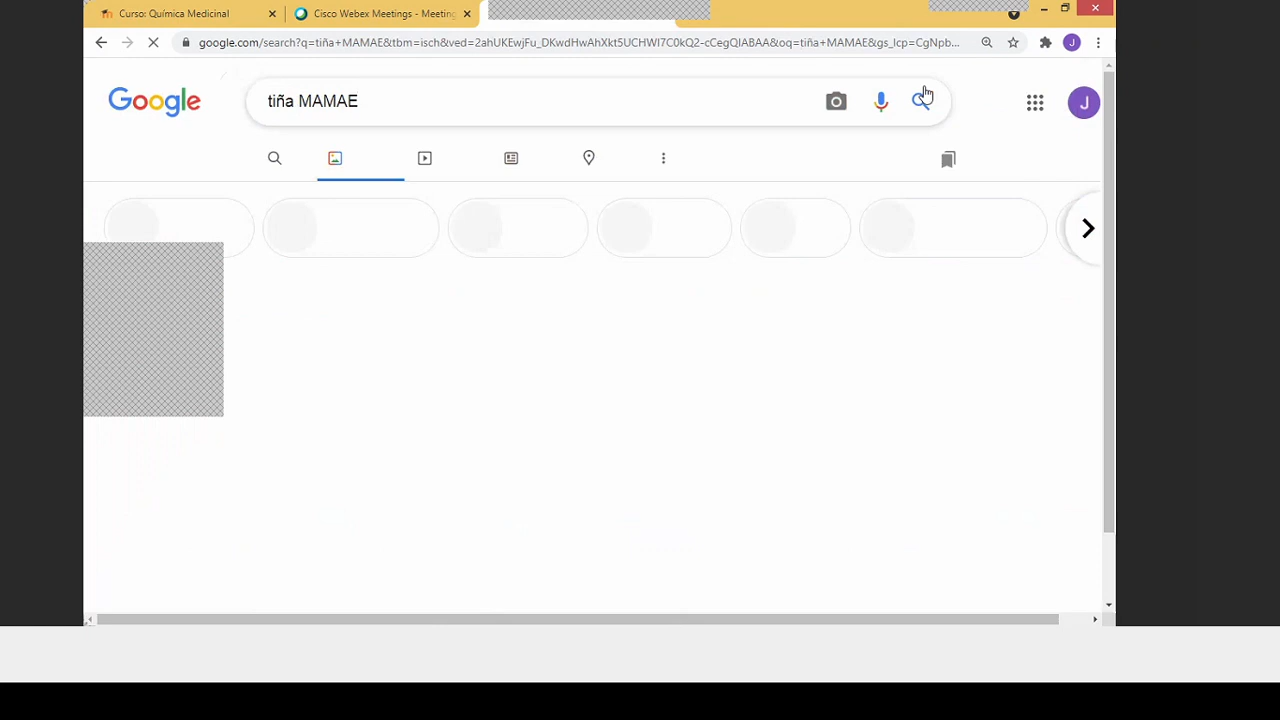 Curso: Química Medicinal
Cisco Webex Meetings - Meeting
google.com/search?q=tiña+MAMAE&tbm=isch&ved=2ahUKEwjFu_DKwdHwAhXkt5UCHWl7C0kQ2-cCegQIABAA&oq=tiña+MAMAE&gs_lcp=CgNpb...
J
Google
tiña MAMAE
J